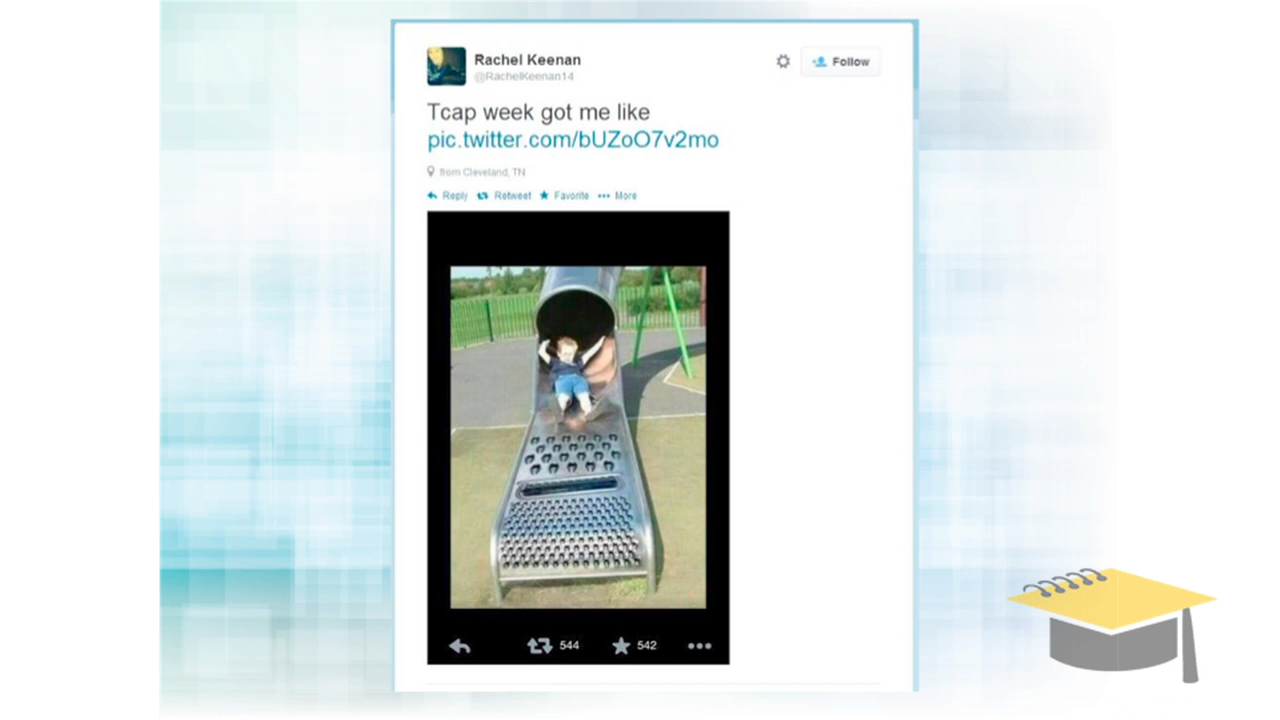 Rachel Keenan
@RachelKeenan14
Follow
Tcap week got me like
pic.twitter.com/bUZoO7v2mo
from Cleveland, TN
Reply Retweet Favorite More
544 542